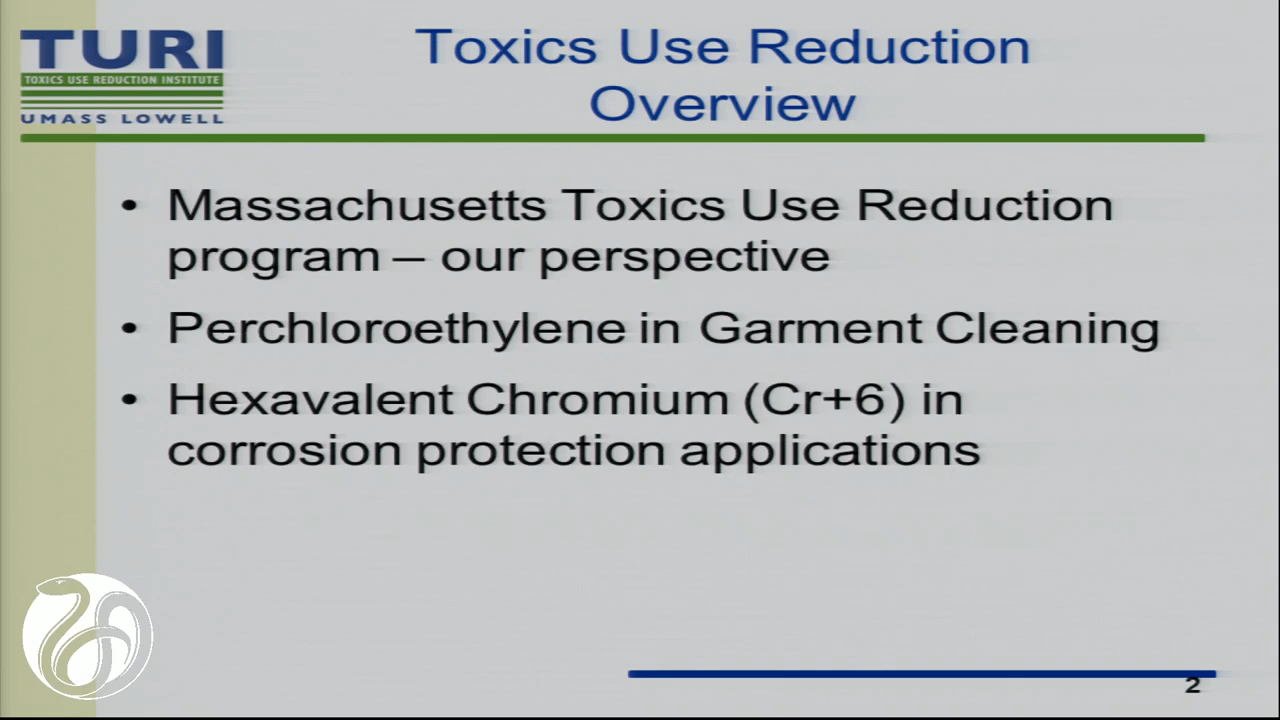 TURI
TOXICS USE REDUCTION INSTITUTE
UMASS LOWELL
Toxics Use Reduction
Overview
• Massachusetts Toxics Use Reduction
program – our perspective
• Perchloroethylene in Garment Cleaning
• Hexavalent Chromium (Cr+6) in
corrosion protection applications
2